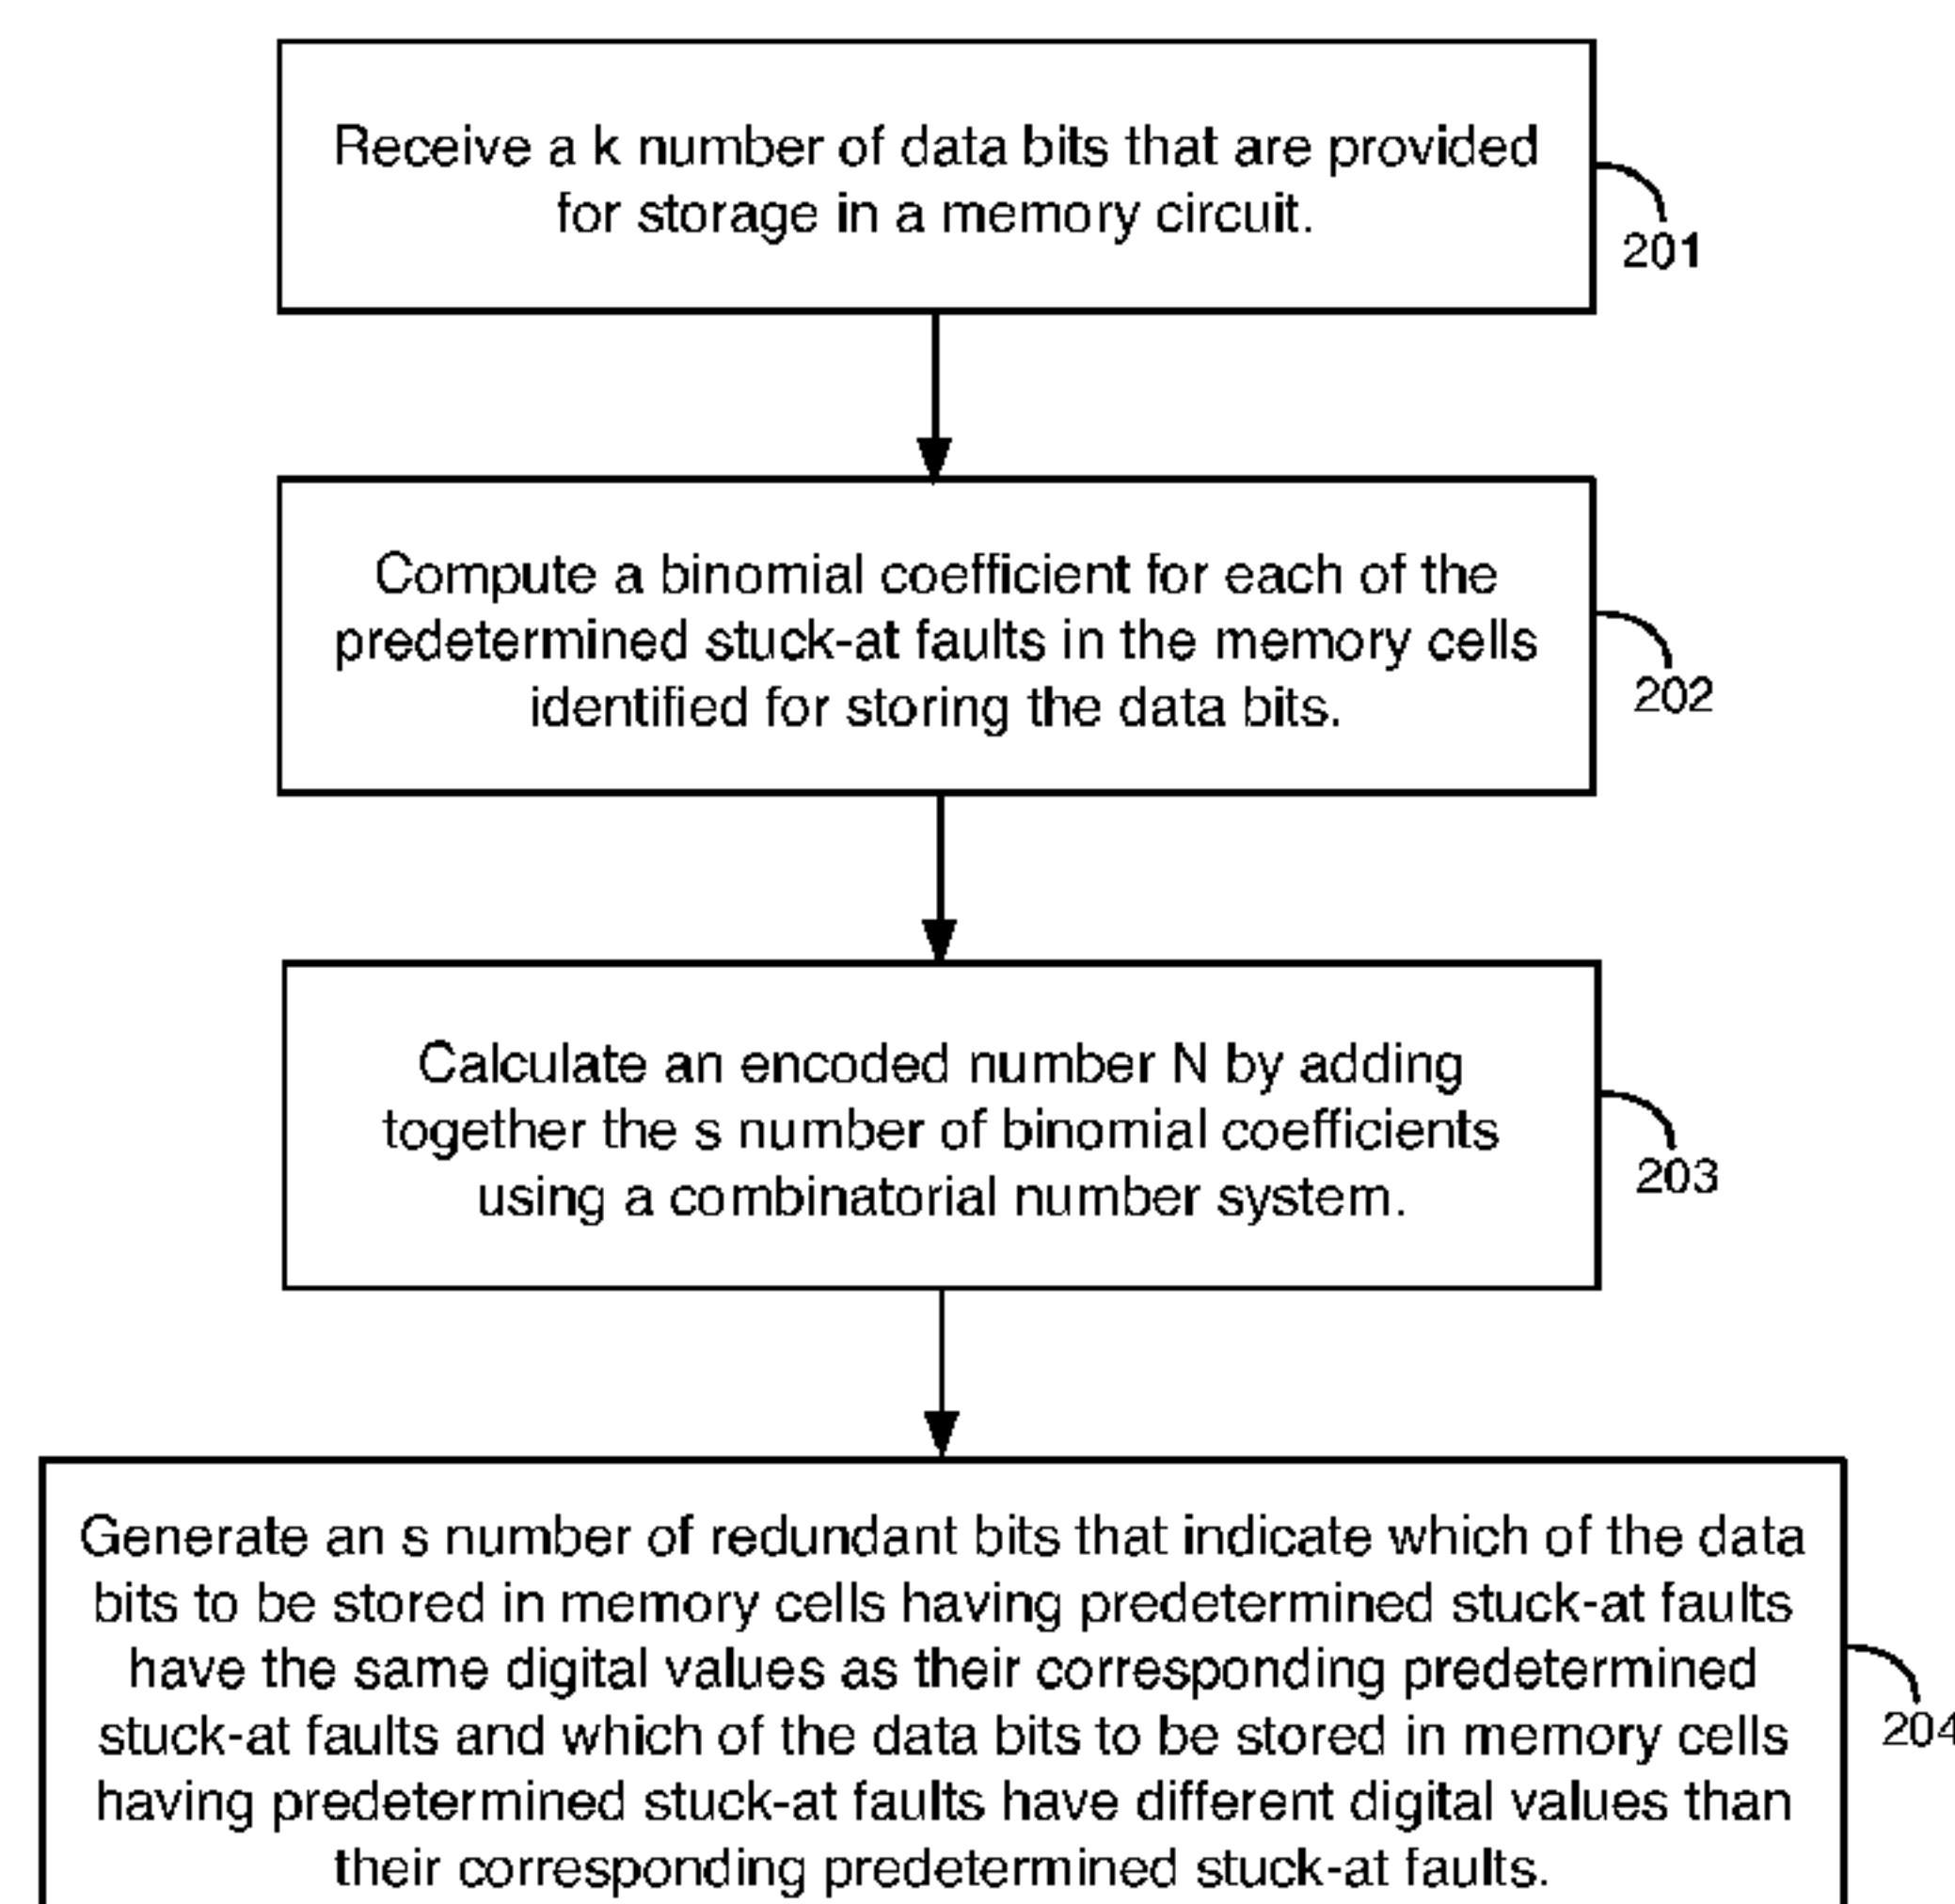 Receive a k number of data bits that are provided
for storage in a memory circuit.
201
Compute a binomial coefficient for each of the
predetermined stuck-at faults in the memory cells
identified for storing the data bits.
202
Calculate an encoded number N by adding
together the s number of binomial coefficients
using a combinatorial number system.
203
Generate an s number of redundant bits that indicate which of the data
bits to be stored in memory cells having predetermined stuck-at faults
have the same digital values as their corresponding predetermined
stuck-at faults and which of the data bits to be stored in memory cells
having predetermined stuck-at faults have different digital values than
their corresponding predetermined stuck-at faults.
204